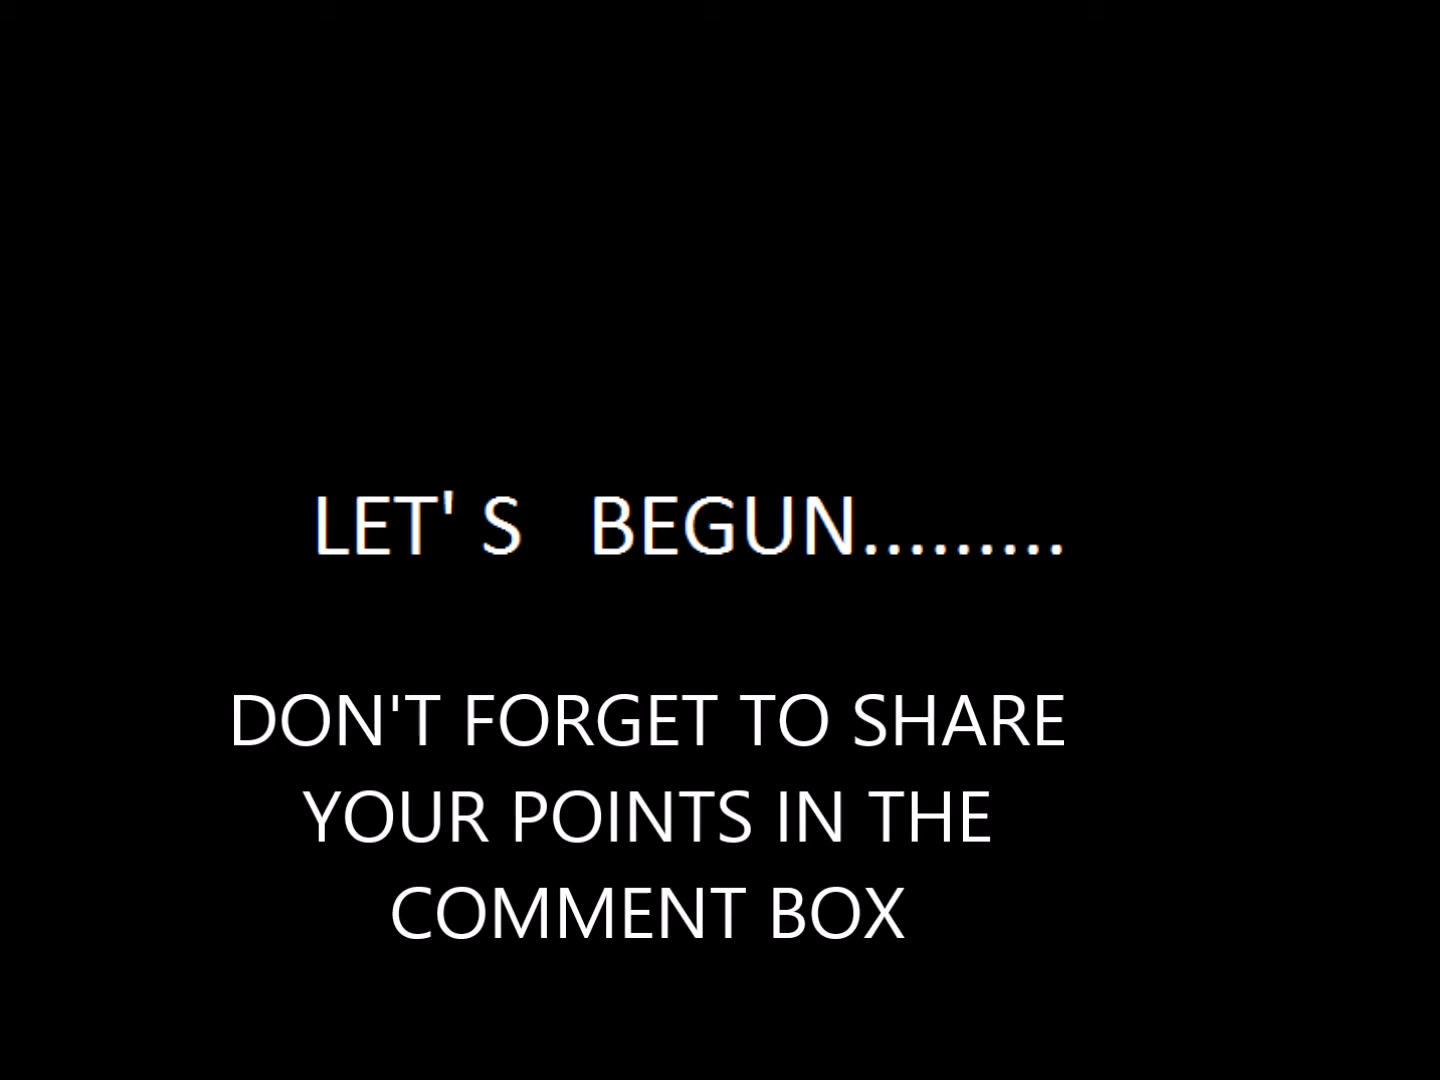 LET' S   BEGUN.........
DON'T FORGET TO SHARE
YOUR POINTS IN THE
COMMENT BOX